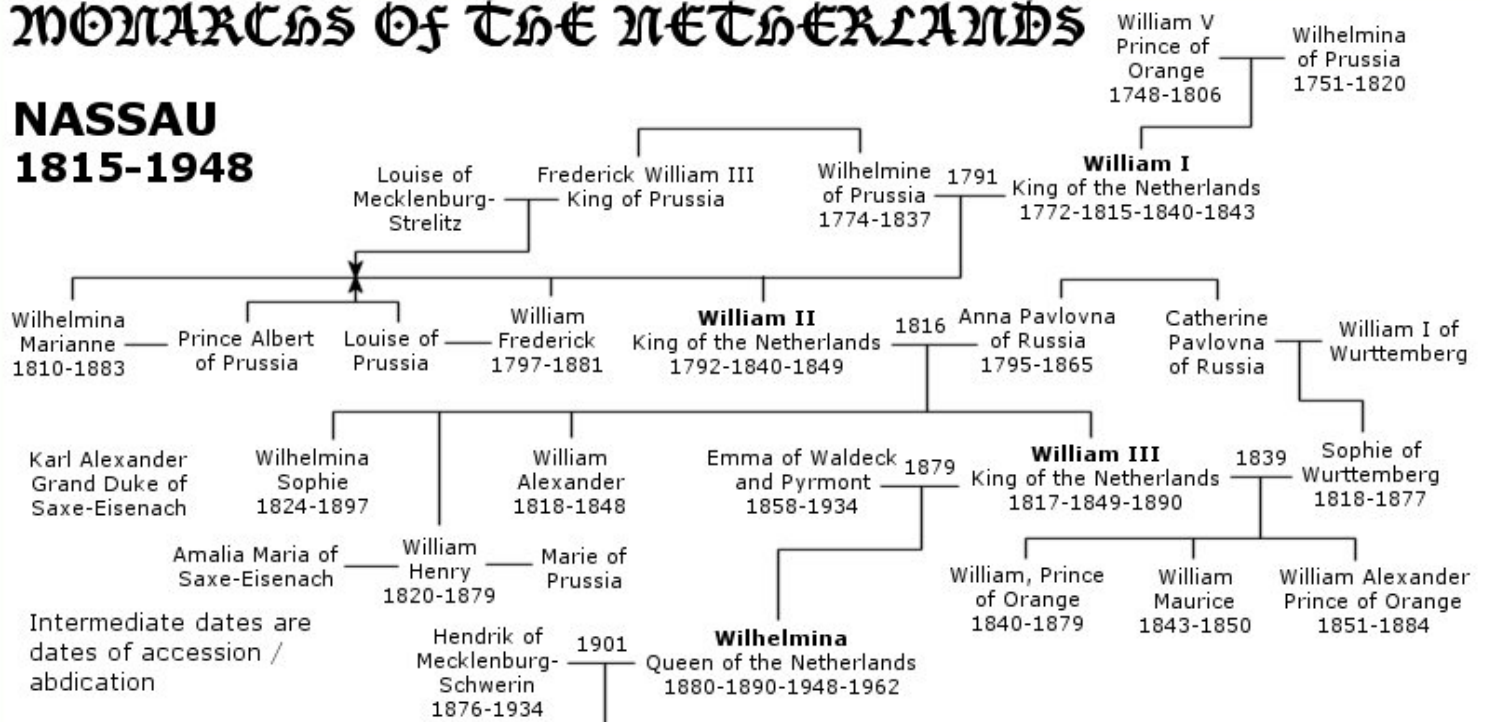 MONARCHS OF THE NETHERLANDS
NASSAU
1815-1948
William V
Prince of
Orange
1748-1806
Wilhelmina
of Prussia
1751-1820
Louise of
Mecklenburg-
Strelitz
Frederick William III
King of Prussia
Wilhelmine
of Prussia
1774-1837
1791
William I
King of the Netherlands
1772-1815-1840-1843
Wilhelmina
Marianne
1810-1883
Prince Albert
of Prussia
Louise of
Prussia
William
Frederick
1797-1881
William II
King of the Netherlands
1792-1840-1849
1816
Anna Pavlovna
of Russia
1795-1865
Catherine
Pavlovna
of Russia
William I of
Wurttemberg
Karl Alexander
Grand Duke of
Saxe-Eisenach
Wilhelmina
Sophie
1824-1897
William
Alexander
1818-1848
Emma of Waldeck
and Pyrmont
1858-1934
1879
William III
King of the Netherlands
1817-1849-1890
1839
Sophie of
Wurttemberg
1818-1877
Amalia Maria of
Saxe-Eisenach
William
Henry
1820-1879
Marie of
Prussia
William, Prince
of Orange
1840-1879
William
Maurice
1843-1850
William Alexander
Prince of Orange
1851-1884
Intermediate dates are
dates of accession /
abdication
Hendrik of
Mecklenburg-
Schwerin
1876-1934
1901
Wilhelmina
Queen of the Netherlands
1880-1890-1948-1962